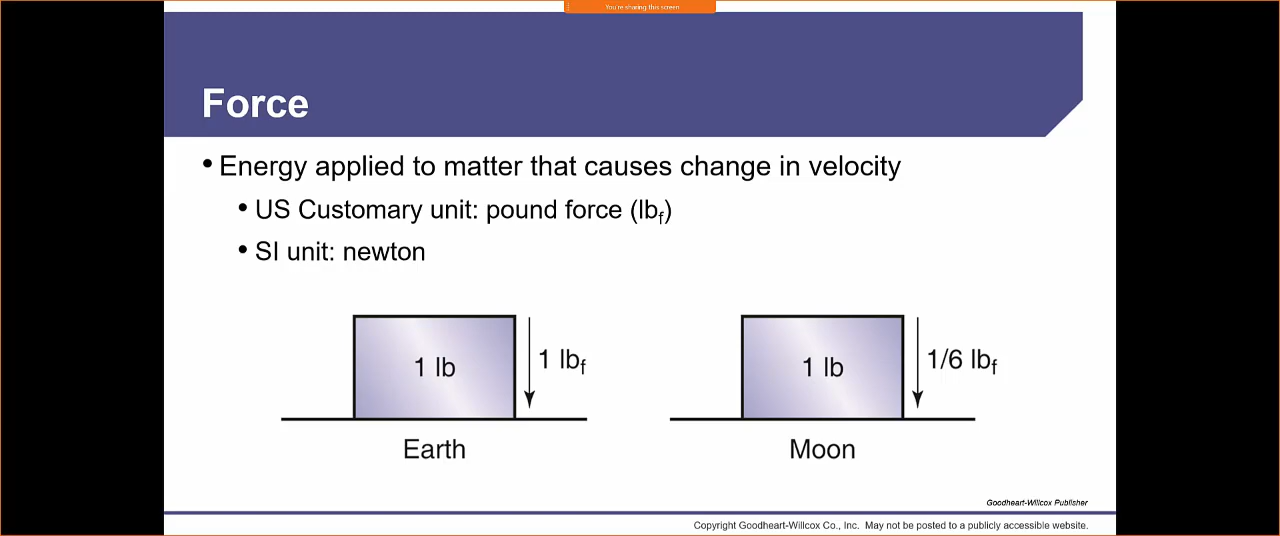 You're sharing this screen
Force
• Energy applied to matter that causes change in velocity
• US Customary unit: pound force (lbf)
• SI unit: newton
1 lb
1 lbf
1 lb
1/6 lbf
Earth
Moon
Goodheart-Willcox Publisher
Copyright Goodheart-Willcox Co., Inc. May not be posted to a publicly accessible website.